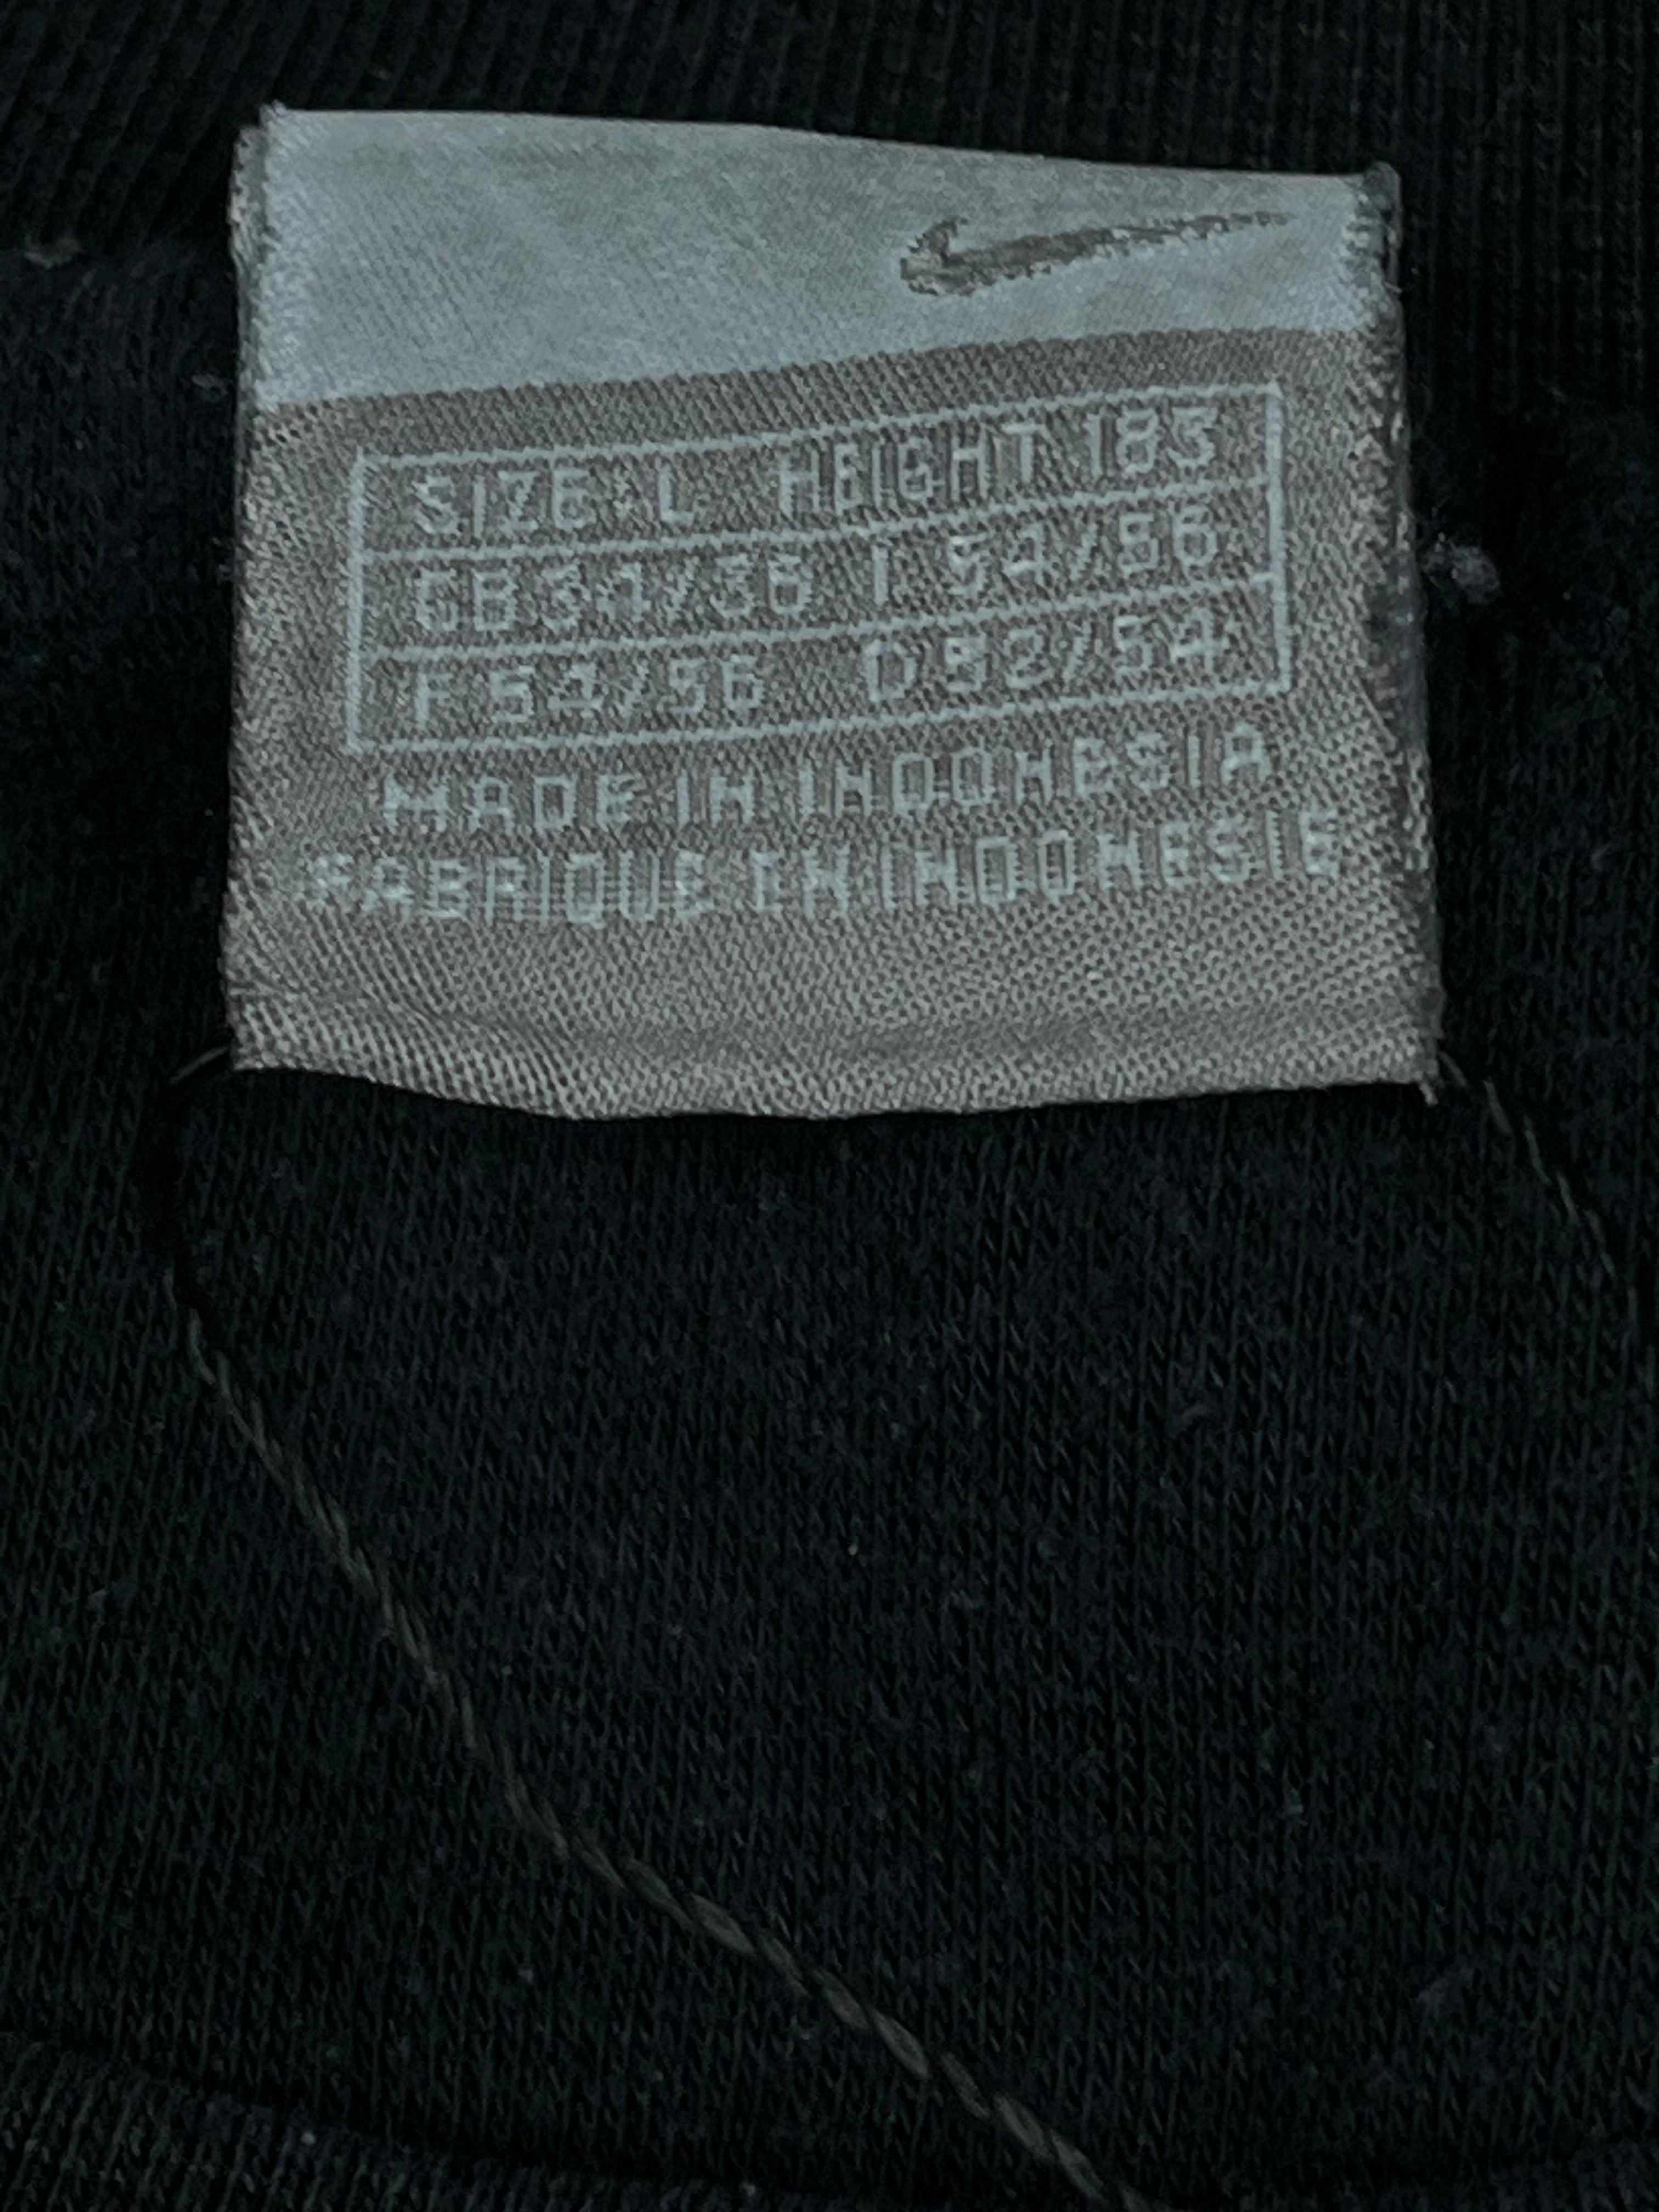 SIZE L HEIGHT 183
GB 34/36 I 54/56
F 54/56 D 52/54
MADE IN INDONESIA
FABRIQUE EN INDONESIE